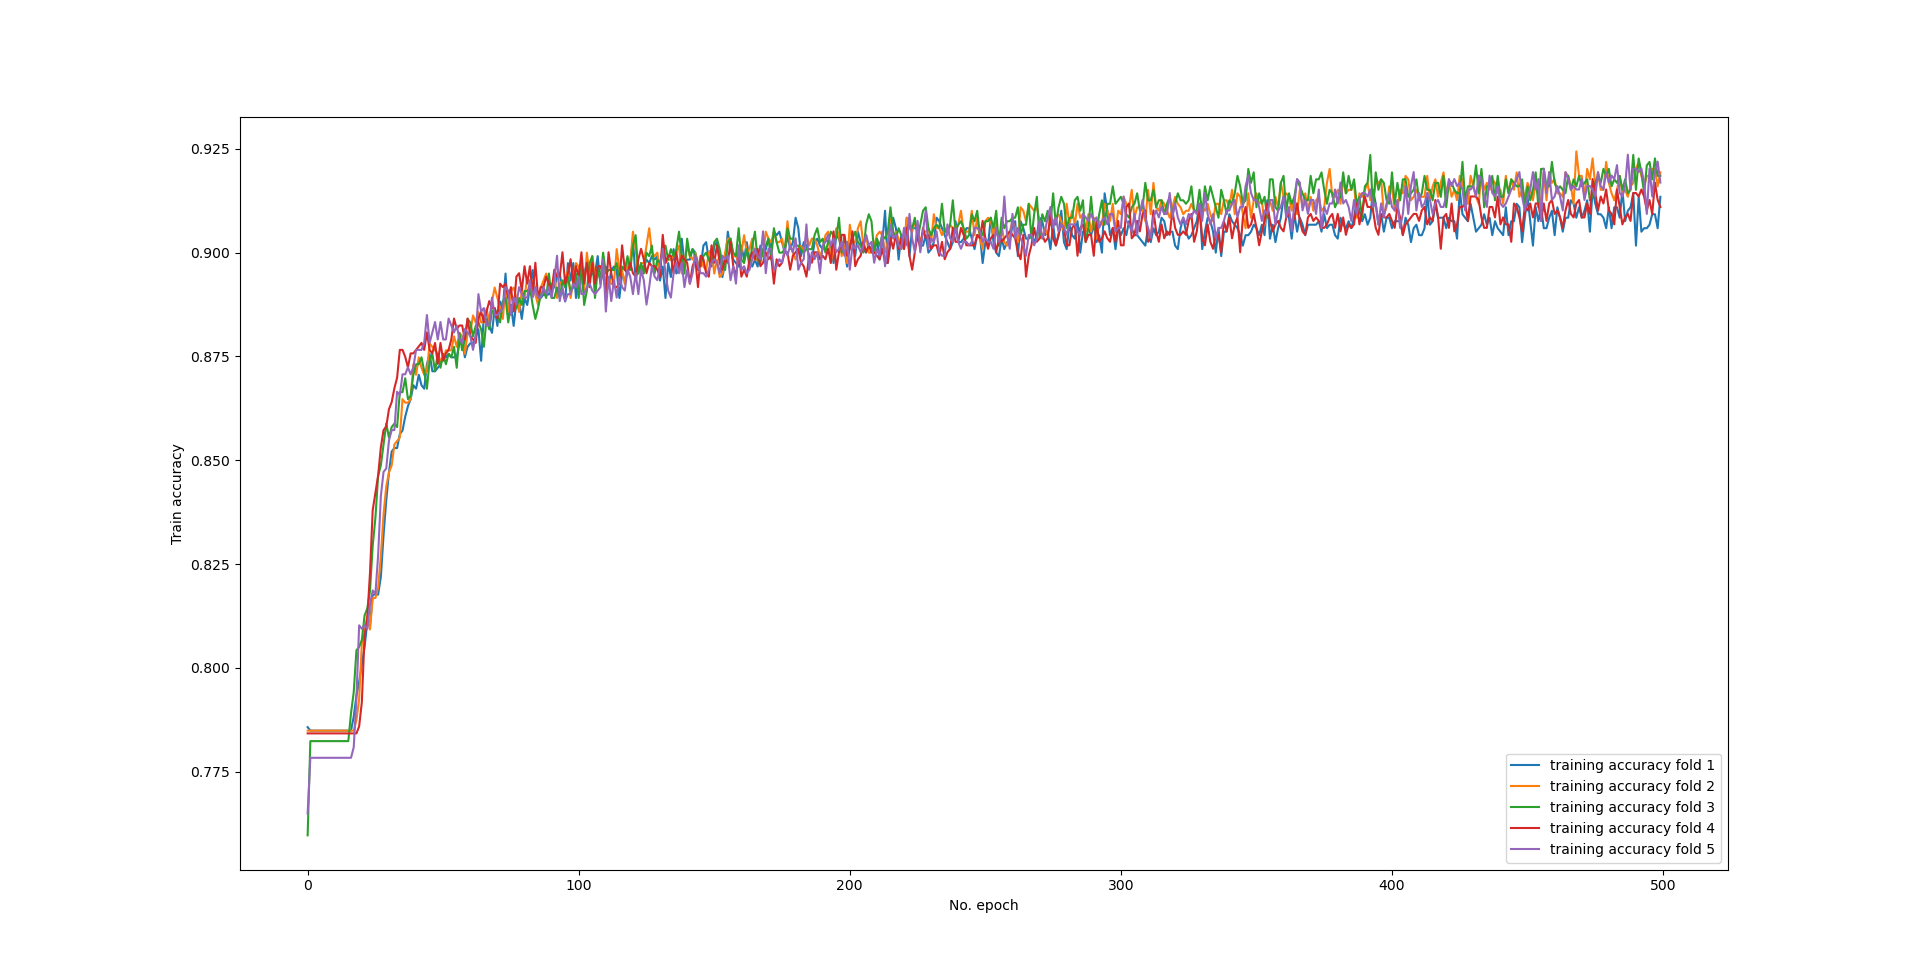 0.925
0.900
0.875
0.850
0.825
0.800
0.775
Train accuracy
training accuracy fold 1
training accuracy fold 2
training accuracy fold 3
training accuracy fold 4
training accuracy fold 5
0 100 200 300 400 500
No. epoch